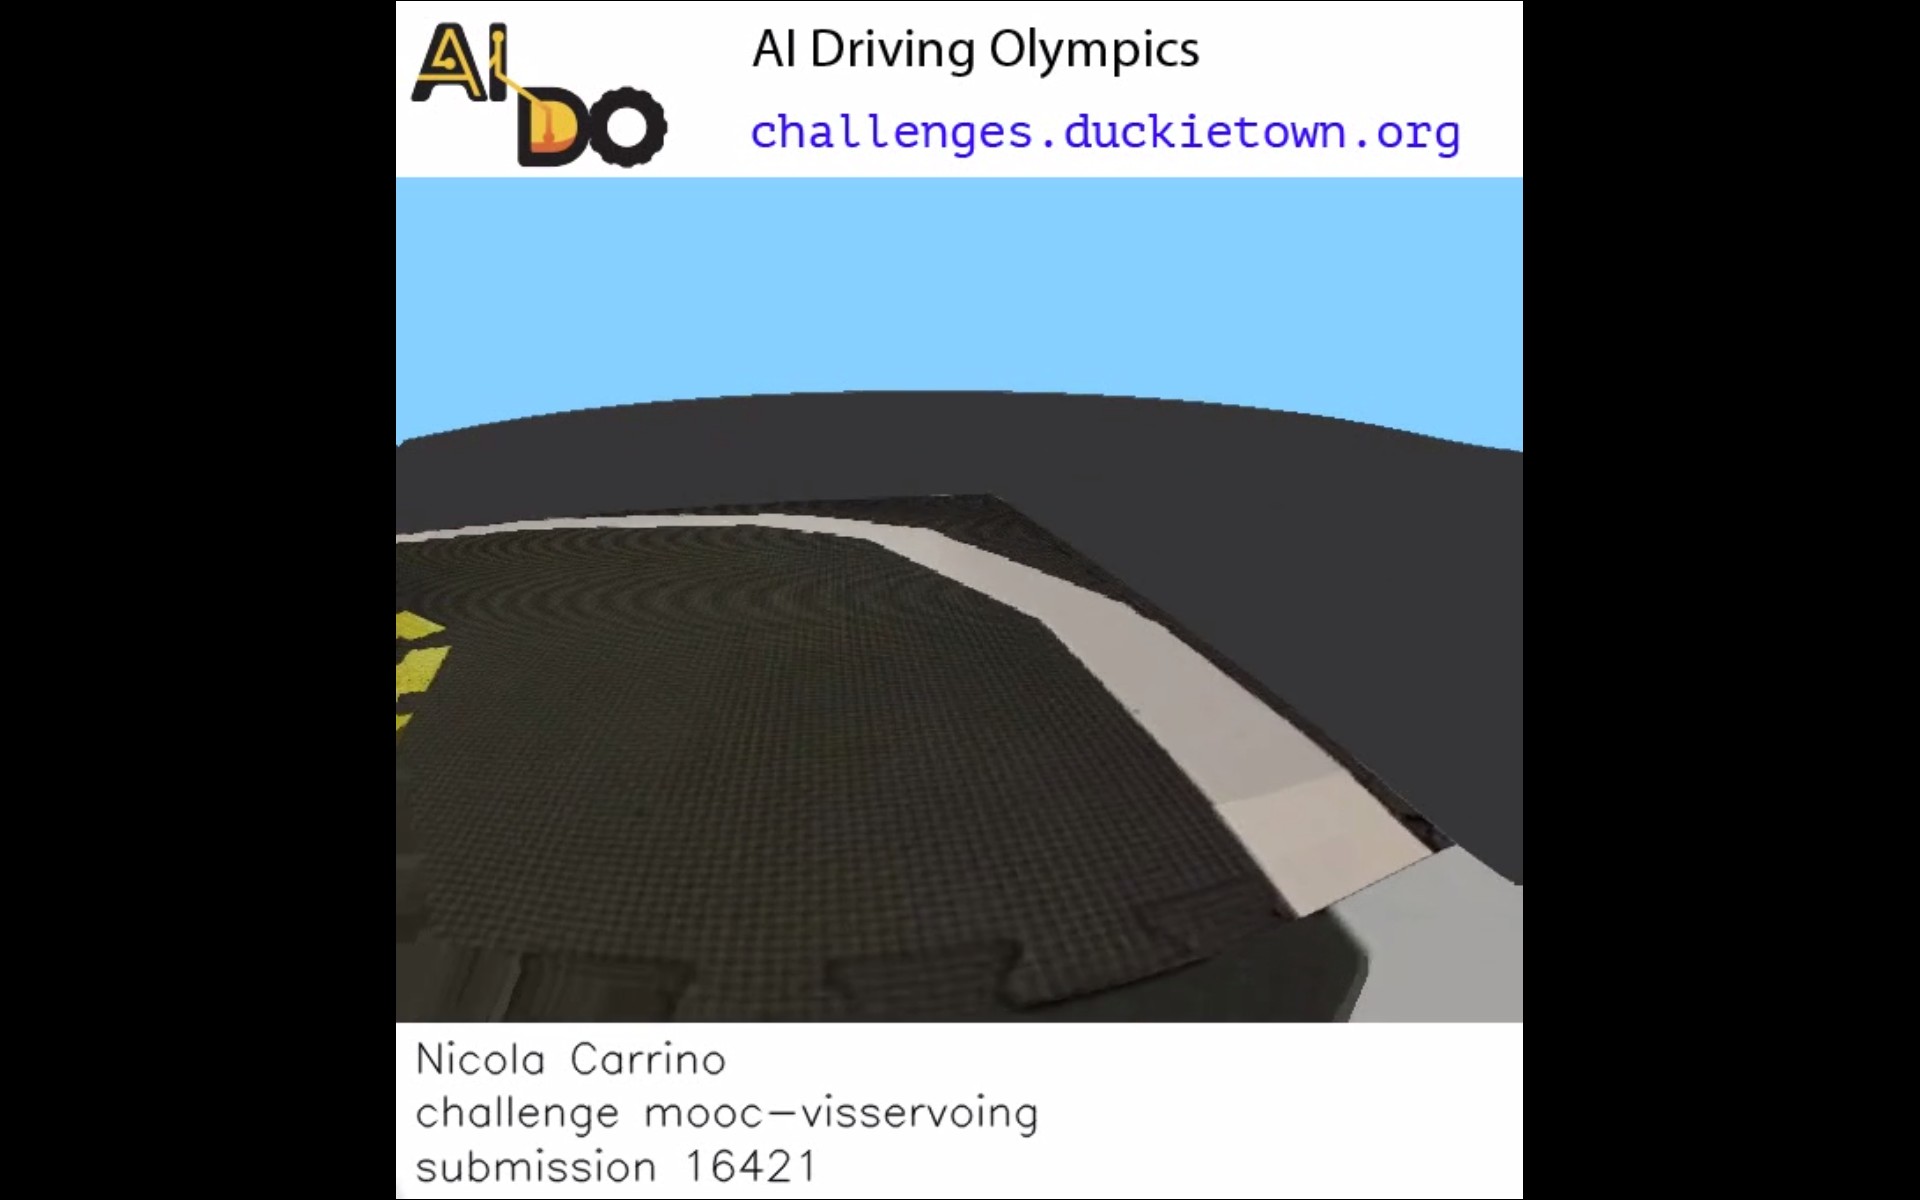 AI DO
AI Driving Olympics
challenges.duckietown.org
Nicola Carrino
challenge mooc-visservoing
submission 16421